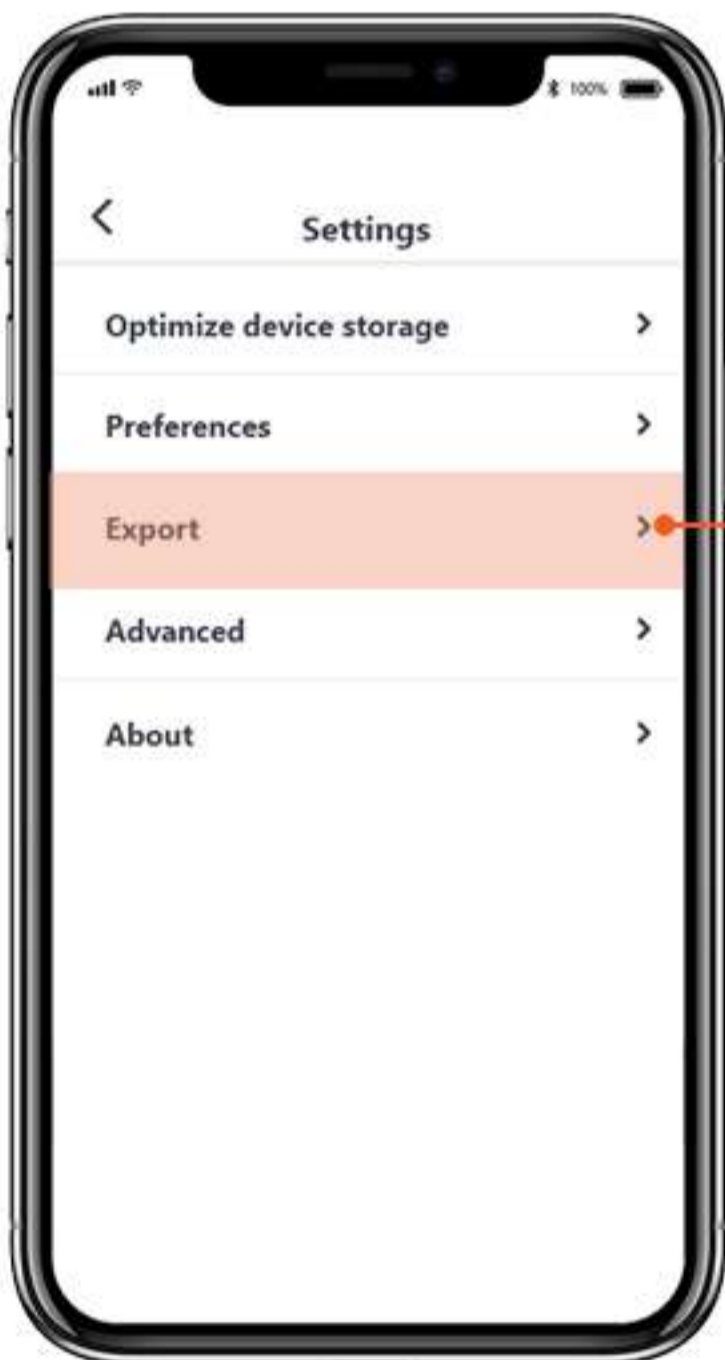 100%
Settings
Optimize device storage
Preferences
Export
Advanced
About